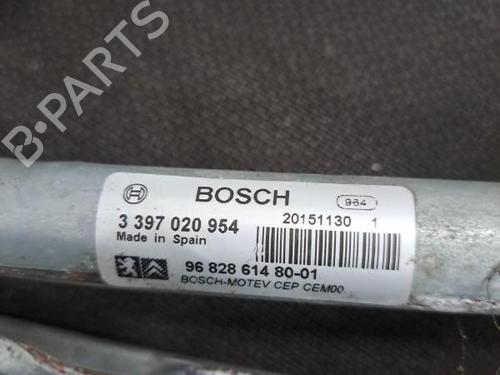 B-PARTS
BOSCH
964
3 397 020 954
20151130 1
Made in Spain
96 828 614 80-01
BOSCH-MOTEV CEP CEM00